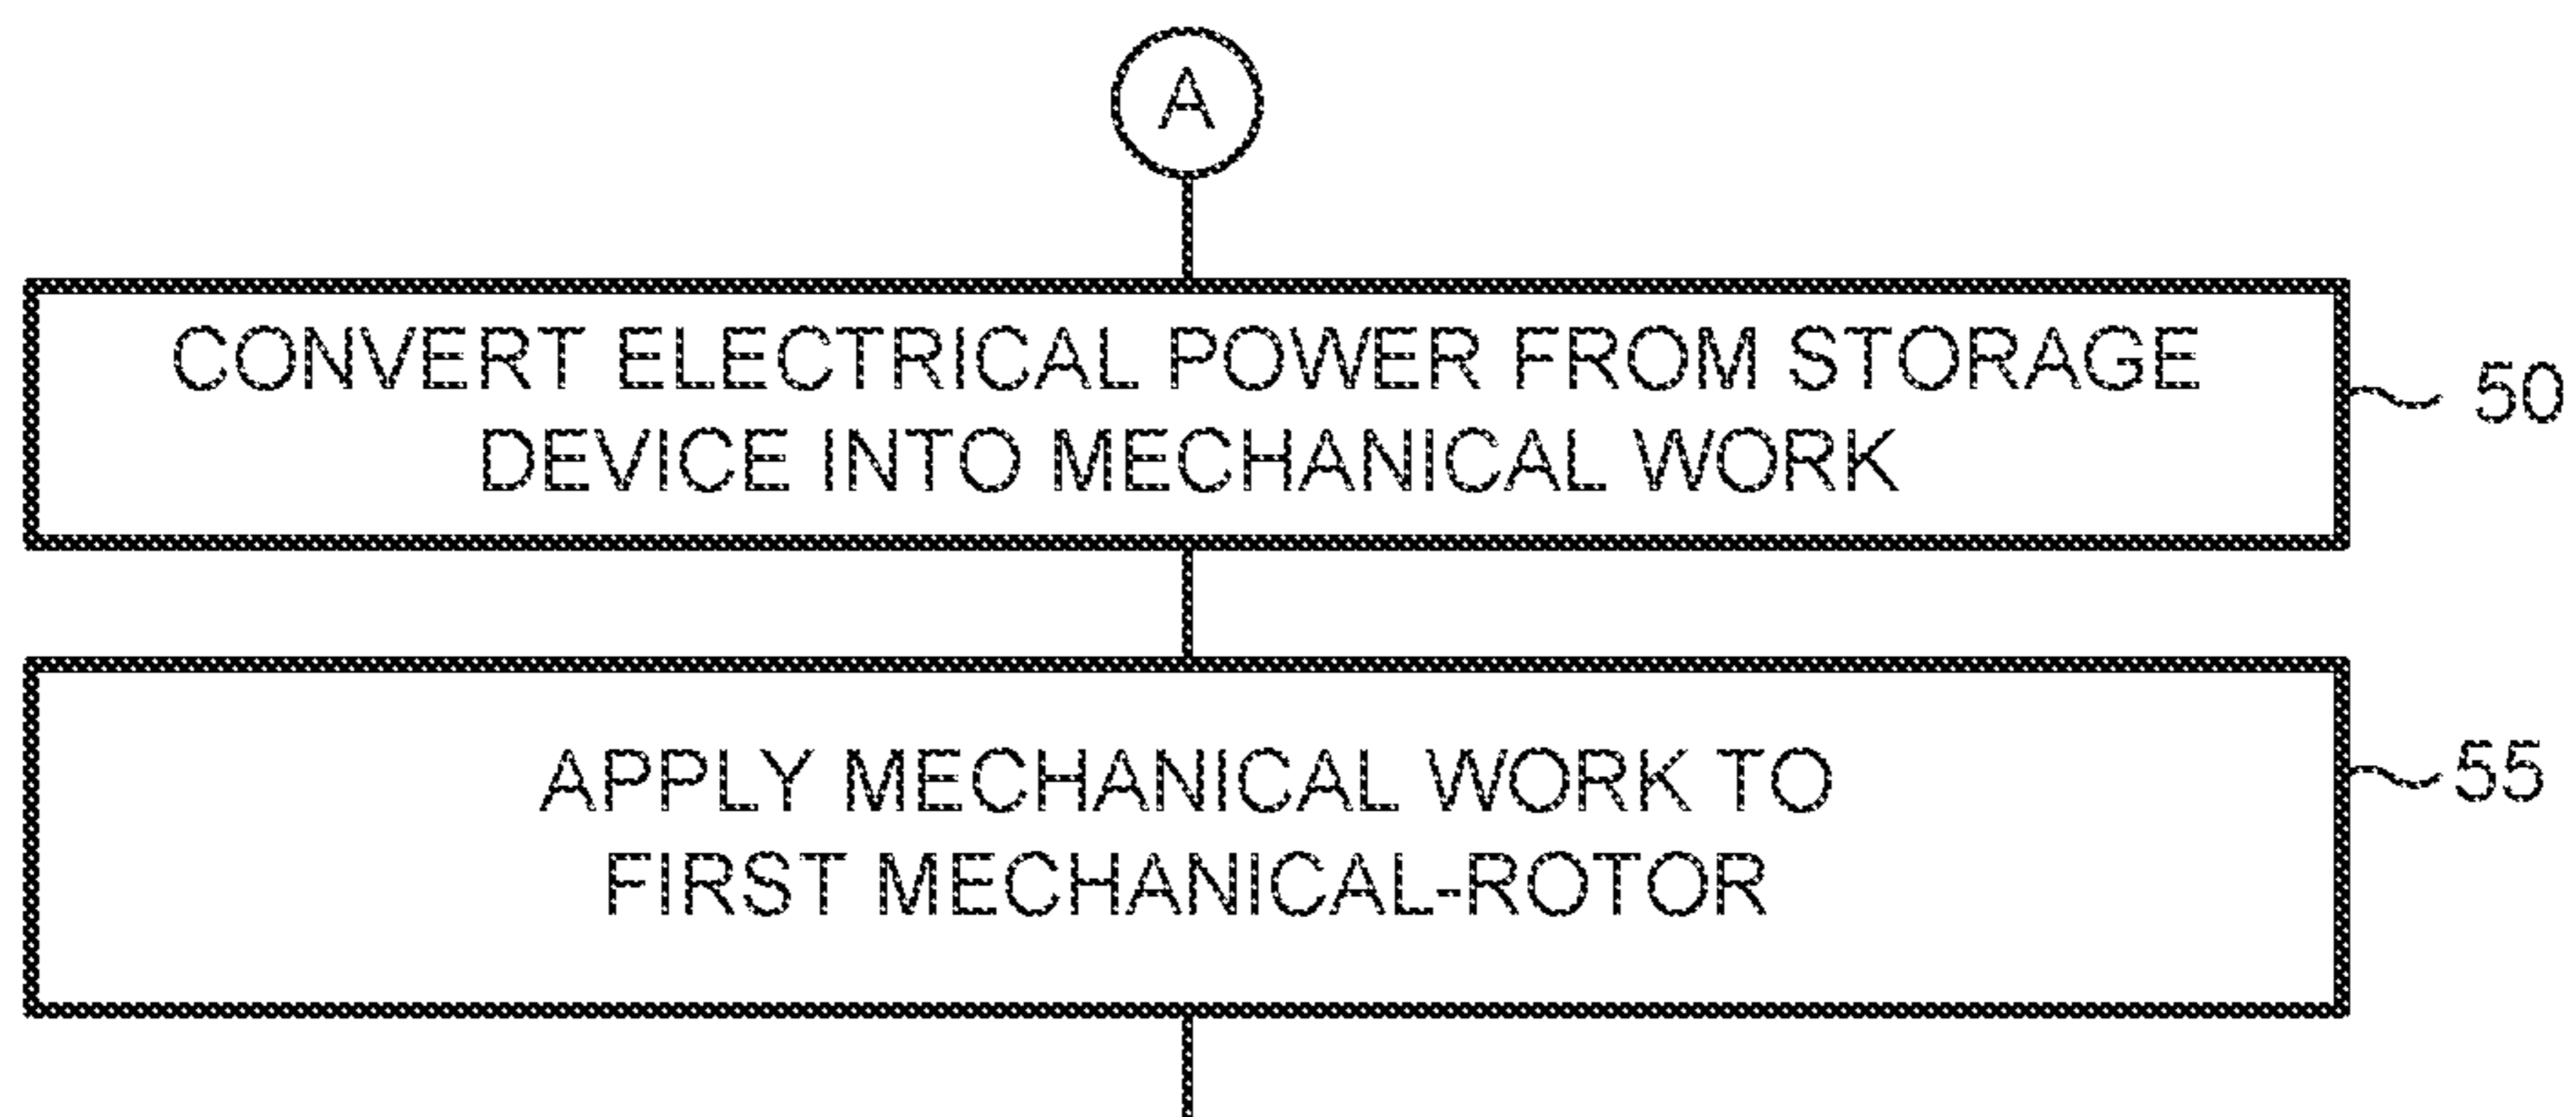 A
CONVERT ELECTRICAL POWER FROM STORAGE
DEVICE INTO MECHANICAL WORK
50
APPLY MECHANICAL WORK TO
FIRST MECHANICAL-ROTOR
55